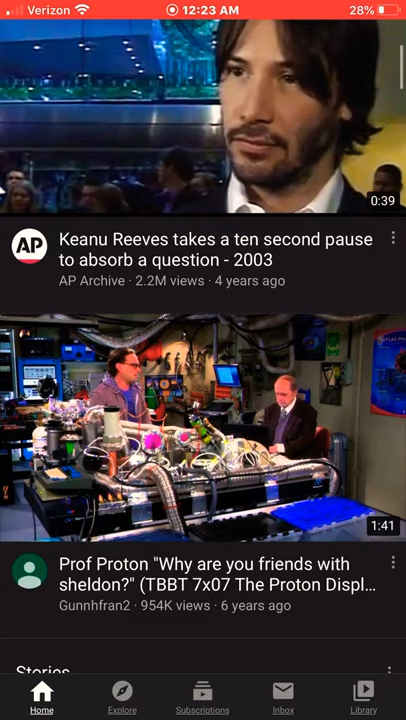 Verizon 12:23 AM 28%
0:39
AP
Keanu Reeves takes a ten second pause
to absorb a question - 2003
AP Archive · 2.2M views · 4 years ago
1:41
Prof Proton "Why are you friends with
sheldon?" (TBBT 7x07 The Proton Displ...
Gunnhfran2 · 954K views · 6 years ago
Stories
Home Explore Subscriptions Inbox Library